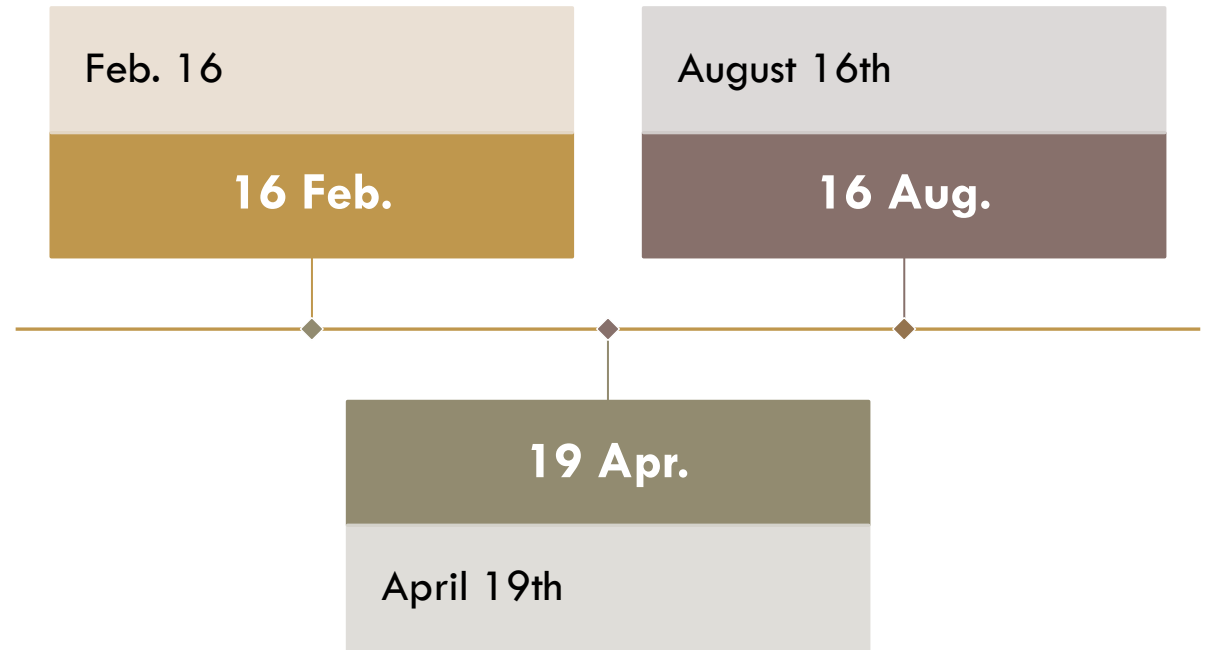 Feb. 16
16 Feb.
19 Apr.
April 19th
August 16th
16 Aug.